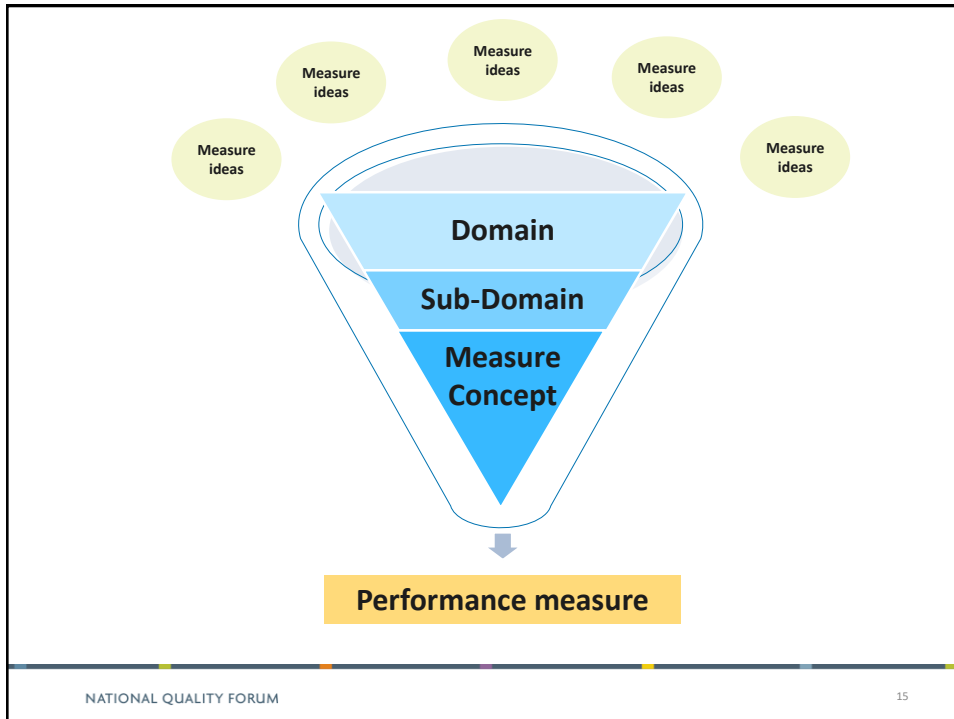 Measure
ideas
Measure
ideas
Measure
ideas
Measure
ideas
Measure
ideas
Domain
Sub-Domain
Measure
Concept
Performance measure
NATIONAL QUALITY FORUM
15